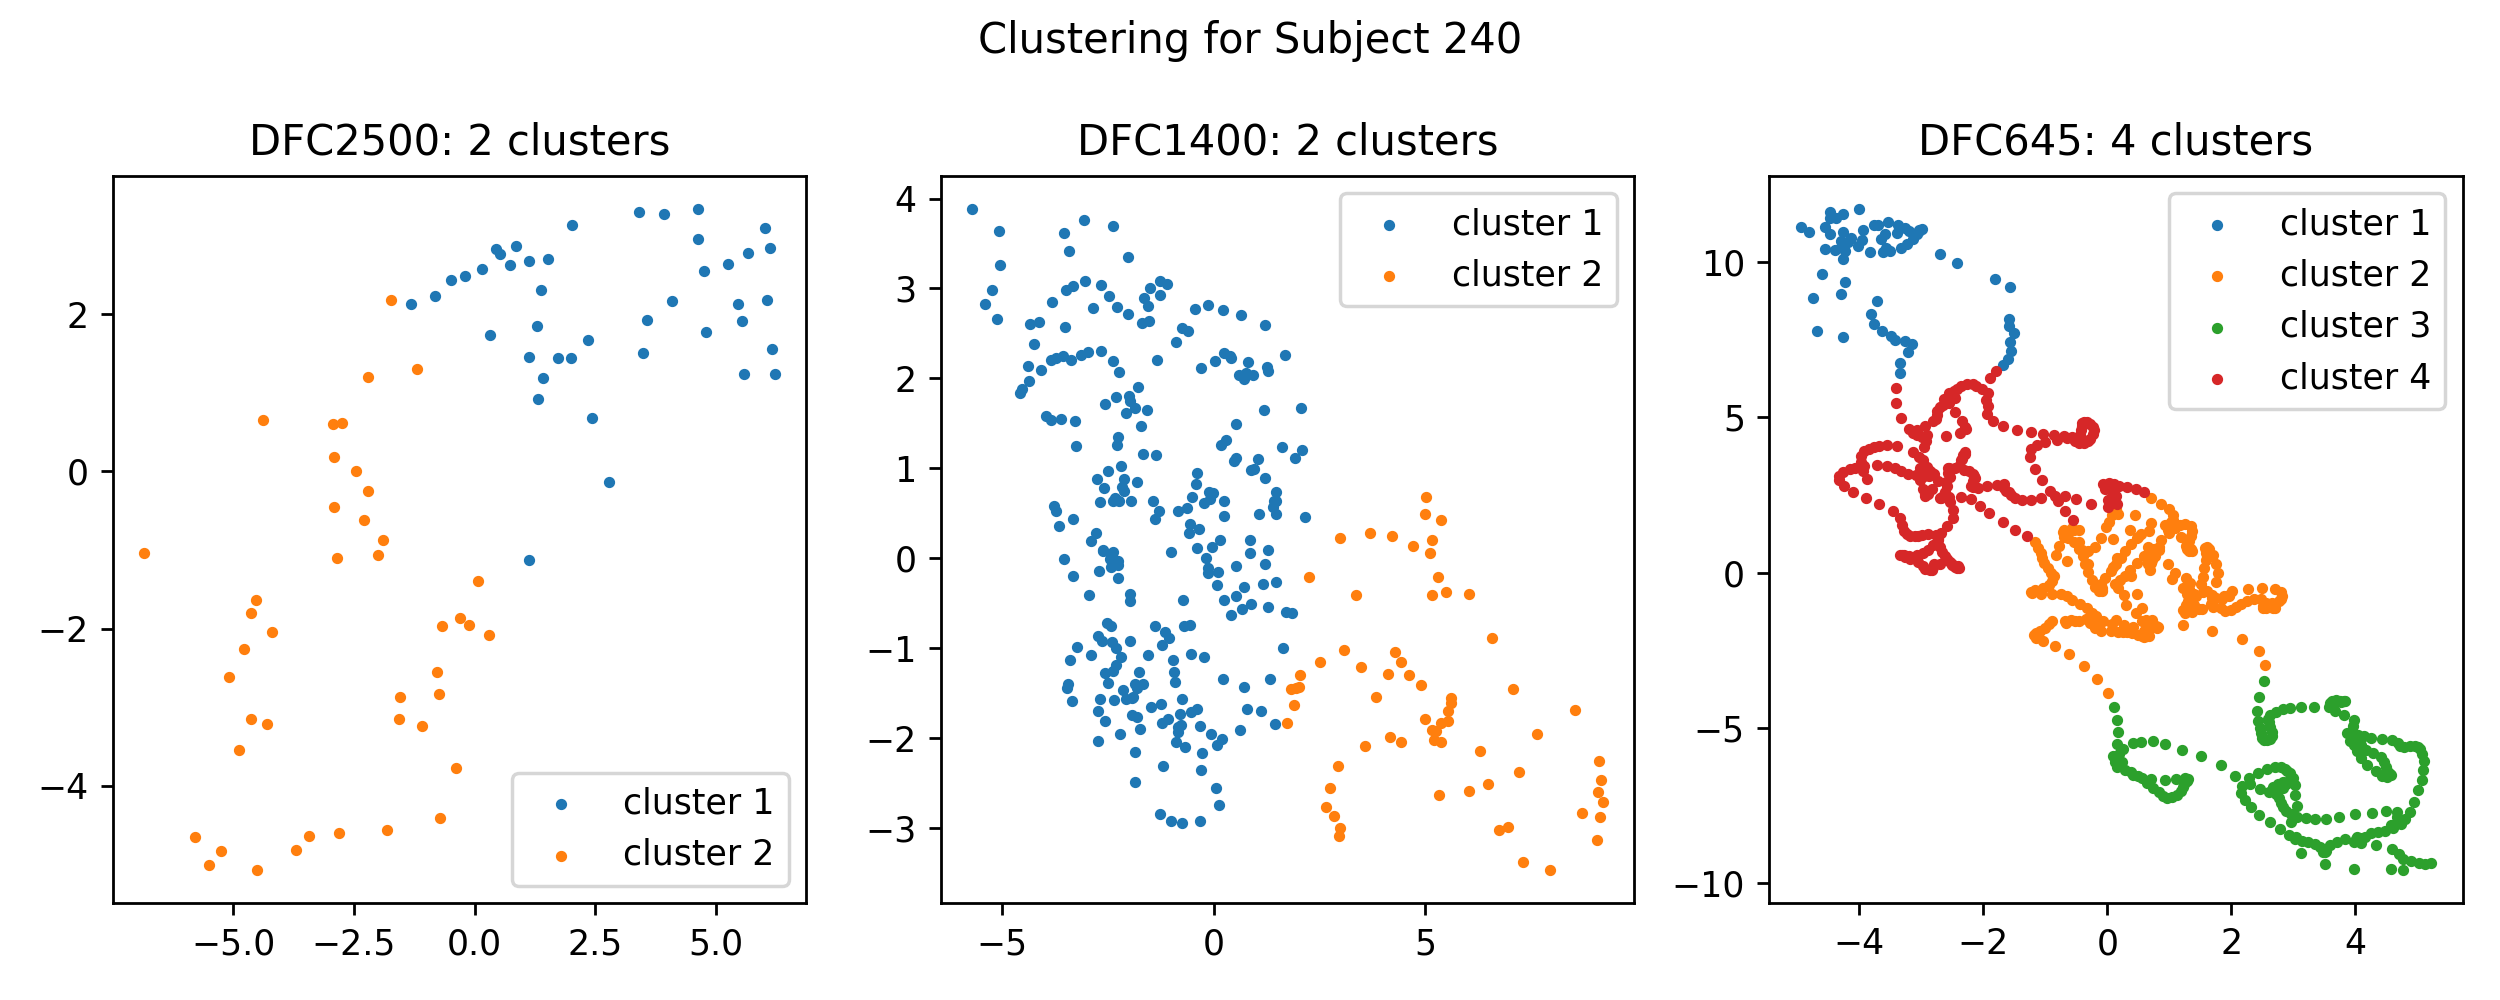 Clustering for Subject 240
DFC2500: 2 clusters
2
0
−2
−4
−5.0
−2.5
0.0
2.5
5.0
cluster 1
cluster 2
DFC1400: 2 clusters
4
3
2
1
0
−1
−2
−3
−5
0
5
cluster 1
cluster 2
DFC645: 4 clusters
10
5
0
−5
−10
−4
−2
0
2
4
cluster 1
cluster 2
cluster 3
cluster 4